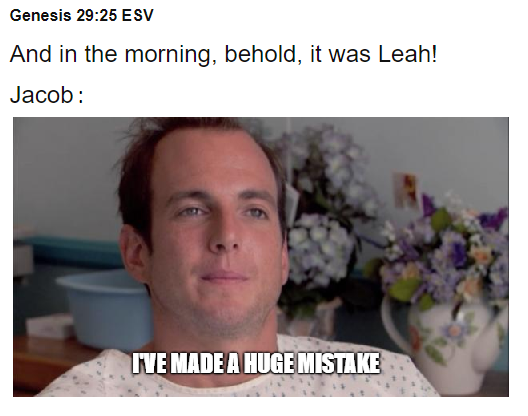 Genesis 29:25 ESV
And in the morning, behold, it was Leah!
Jacob:
I'VE MADE A HUGE MISTAKE